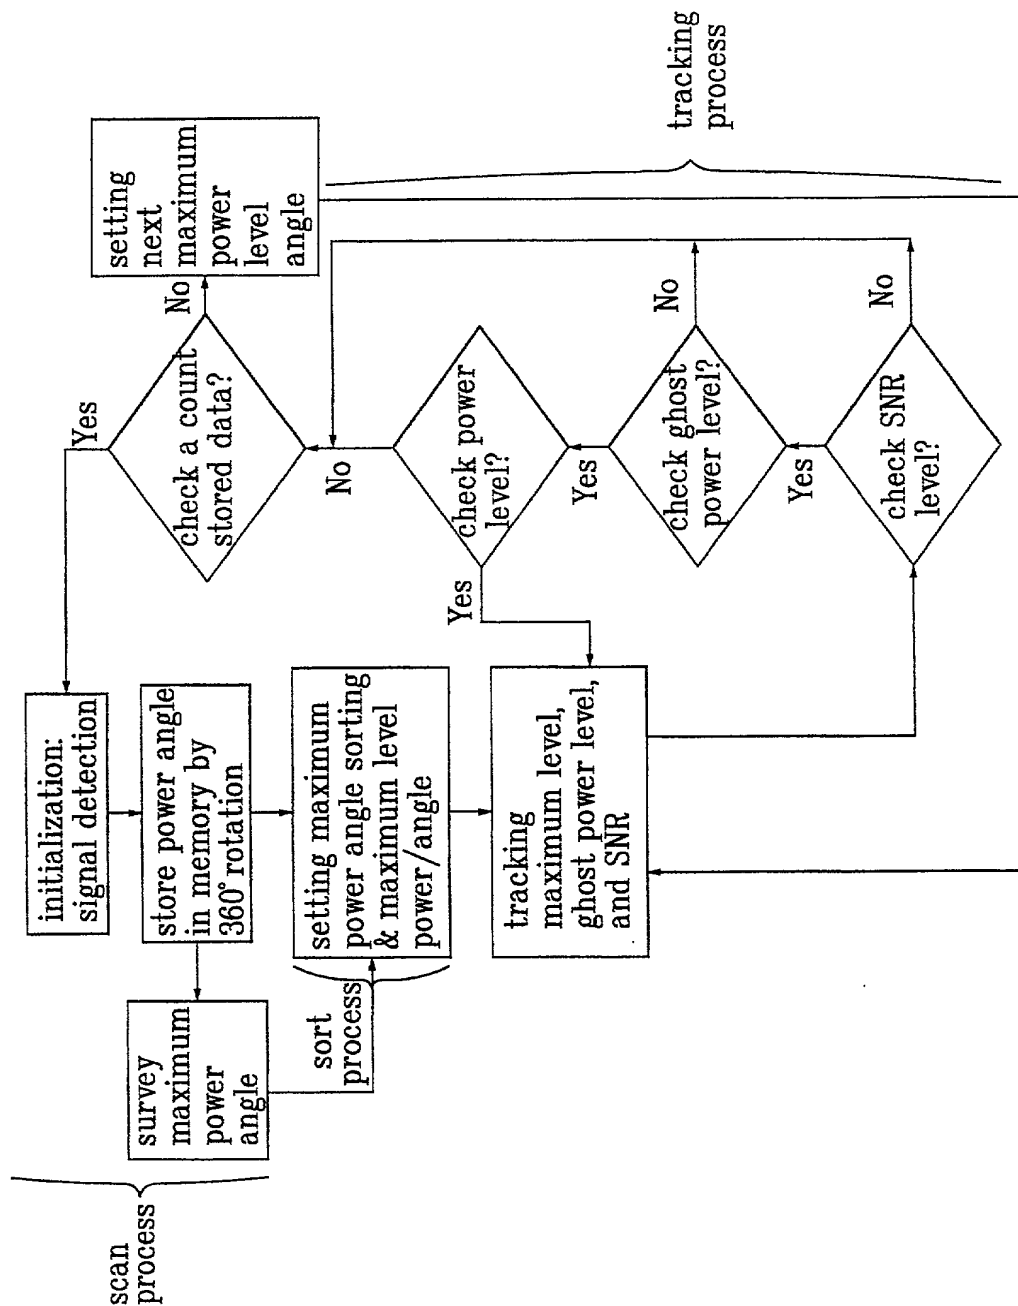 scan
process
survey
maximum
power
angle
initialization:
signal detection
store power angle
in memory by
360° rotation
sort
process
setting maximum
power angle sorting
& maximum level
power/angle
tracking
maximum level,
ghost power level,
and SNR
Yes
check a count
stored data?
No
setting
next
maximum
power
level
angle
No
Yes
check power
level?
Yes
check ghost
power level?
No
Yes
check SNR
level?
No
tracking
process